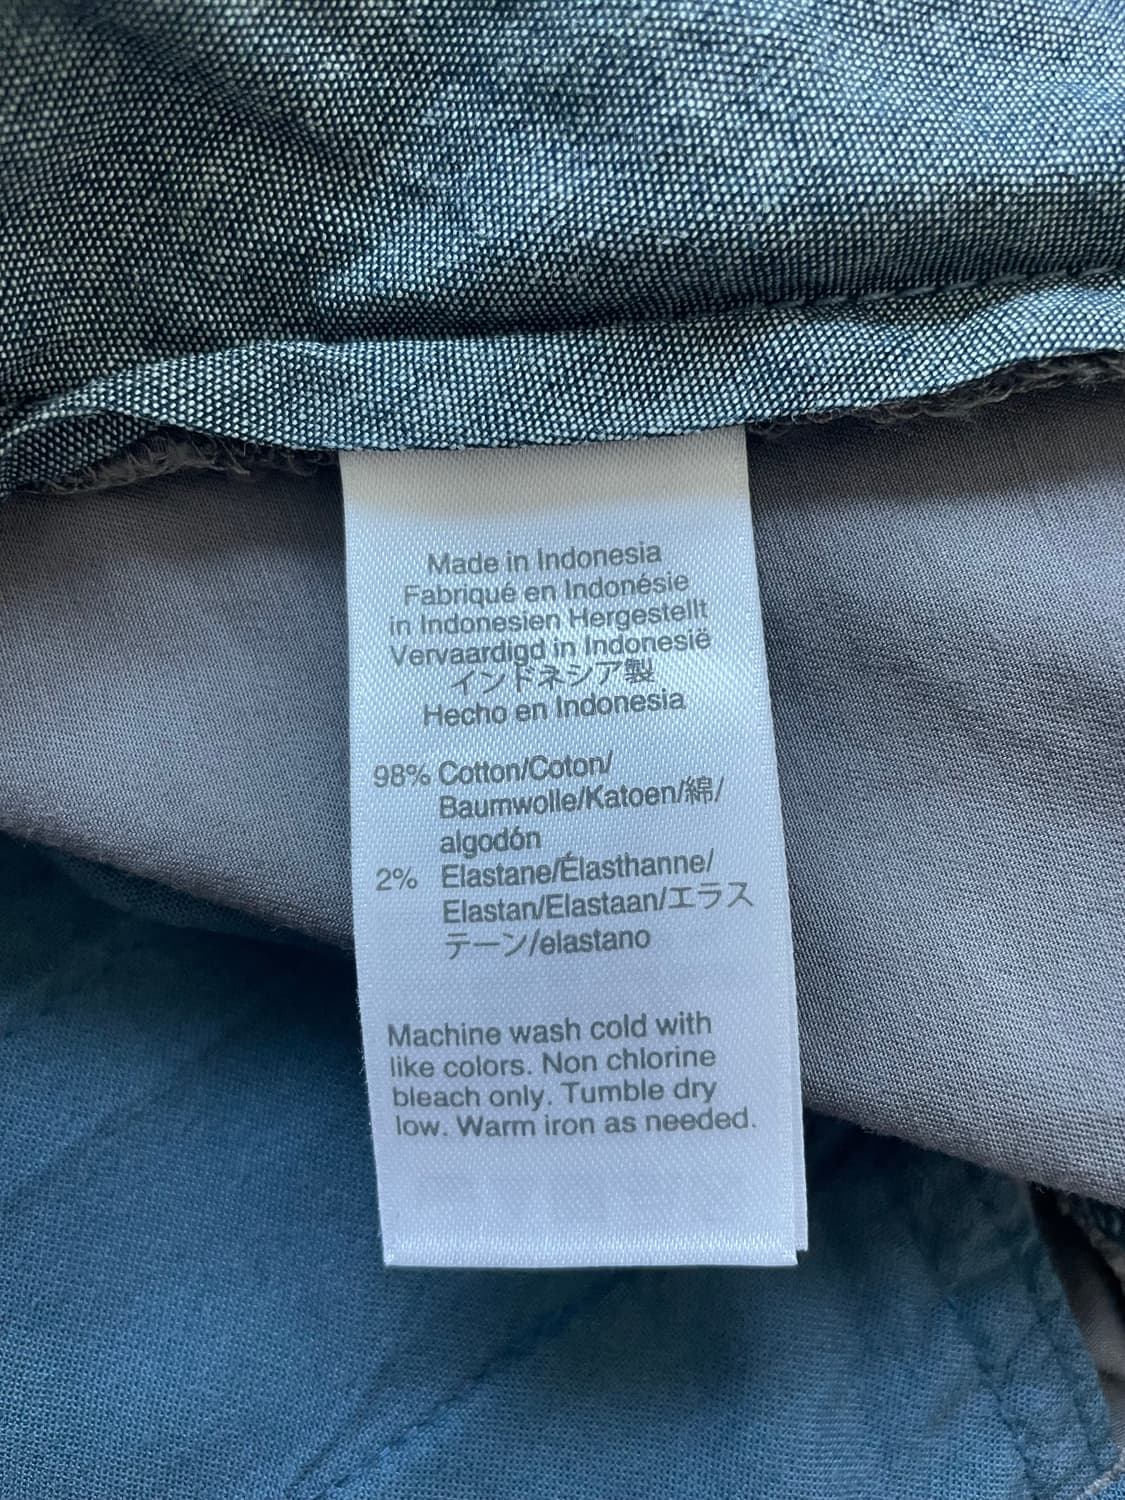 Made in Indonesia
Fabriqué en Indonésie
in Indonesien Hergestellt
Vervaardigd in Indonesië
インドネシア製
Hecho en Indonesia
98% Cotton/Coton/
Baumwolle/Katoen/綿/
algodón
2% Elastane/Élasthanne/
Elastan/Elastaan/エラス
テーン/elastano
Machine wash cold with
like colors. Non chlorine
bleach only. Tumble dry
low. Warm iron as needed.